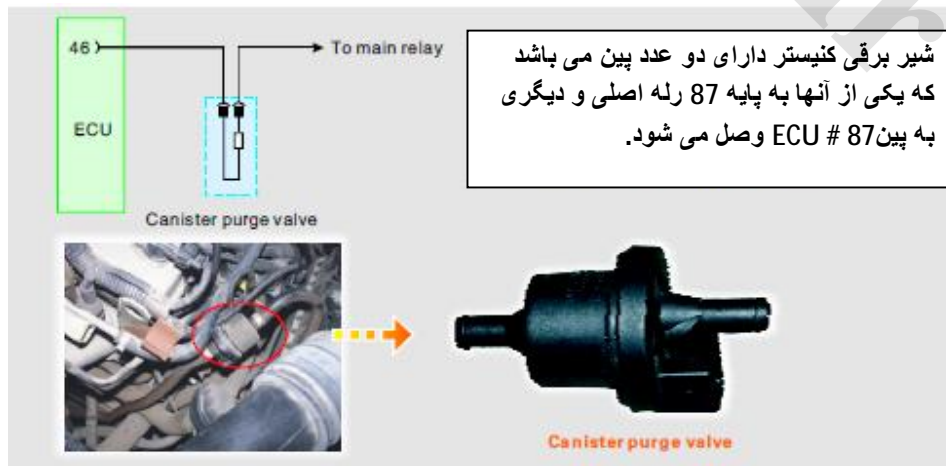 46
To main relay
ECU
Canister purge valve
شیر برقی کنیستر دارای دو عدد پین می باشد
که یکی از آنها به پایه 87 رله اصلی و دیگری
به پین87 # ECU وصل می شود.
Canister purge valve